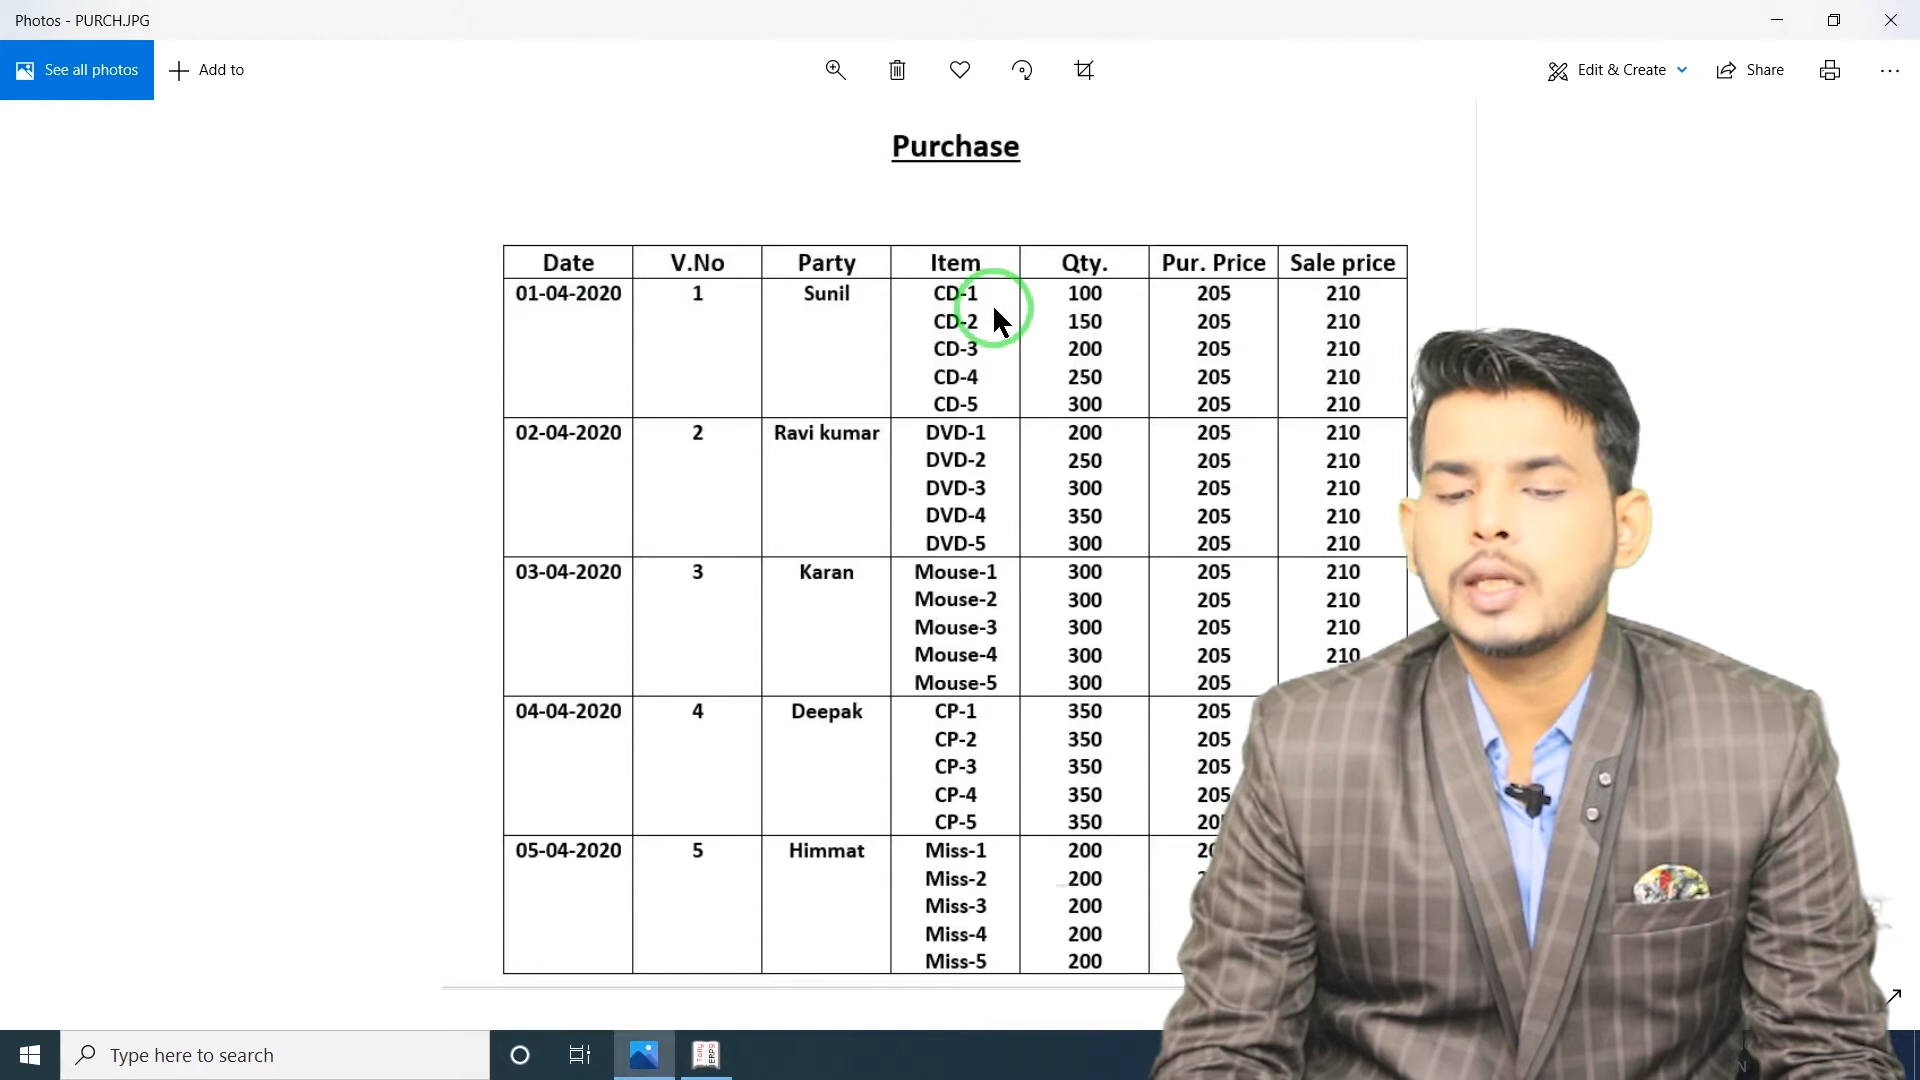 Photos - PURCH.JPG
See all photos
Add to
Edit & Create
Share
Purchase
Date V.No Party Item Qty. Pur. Price Sale price
01-04-2020 1 Sunil CD-1 100 205 210
CD-2 150 205 210
CD-3 200 205 210
CD-4 250 205 210
CD-5 300 205 210
02-04-2020 2 Ravi kumar DVD-1 200 205 210
DVD-2 250 205 210
DVD-3 300 205 210
DVD-4 350 205 210
DVD-5 300 205 210
03-04-2020 3 Karan Mouse-1 300 205 210
Mouse-2 300 205 210
Mouse-3 300 205 210
Mouse-4 300 205 210
Mouse-5 300 205
04-04-2020 4 Deepak CP-1 350 205
CP-2 350 205
CP-3 350 205
CP-4 350 205
CP-5 350
05-04-2020 5 Himmat Miss-1 200
Miss-2 200
Miss-3 200
Miss-4 200
Miss-5 200
Type here to search
Tally
ERP9